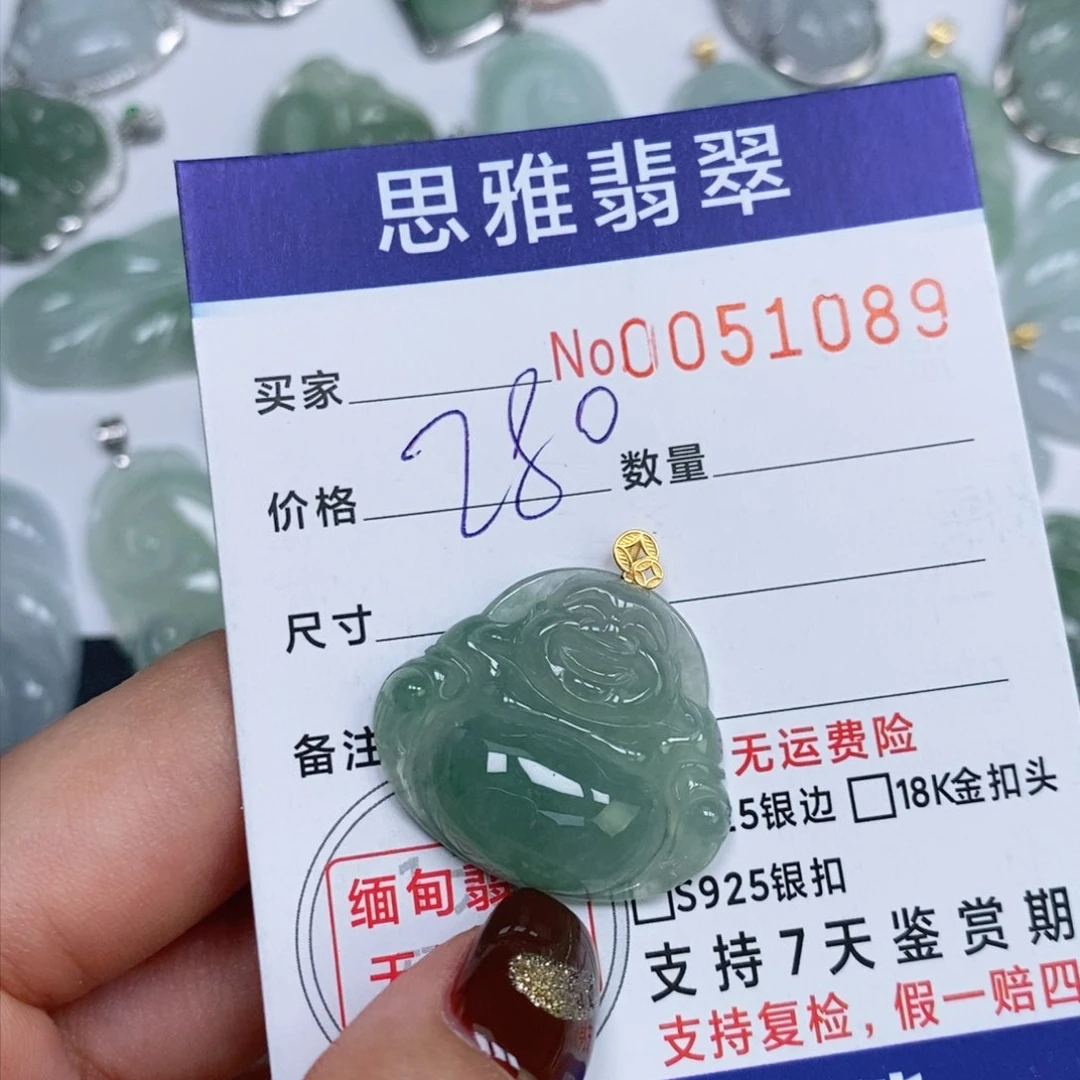 思雅翡翠
No0051089
买家
280
价格 数量
尺寸
备注
无运费险
.5银边 □18K金扣头
□S925银扣
缅甸翡
支持7天鉴赏期
支持复检，假一赔四